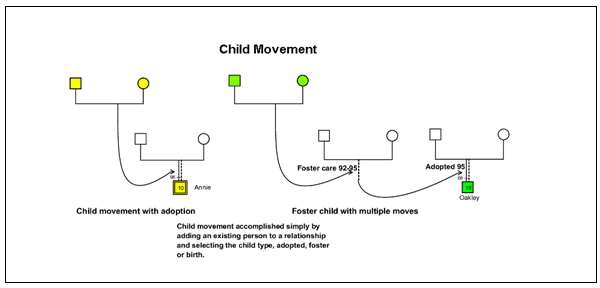 Child Movement
Foster care 92-95
Adopted 95
10
Annie
Oakley
Child movement with adoption
Foster child with multiple moves
Child movement accomplished simply by
adding an existing person to a relationship
and selecting the child type, adopted, foster
or birth.